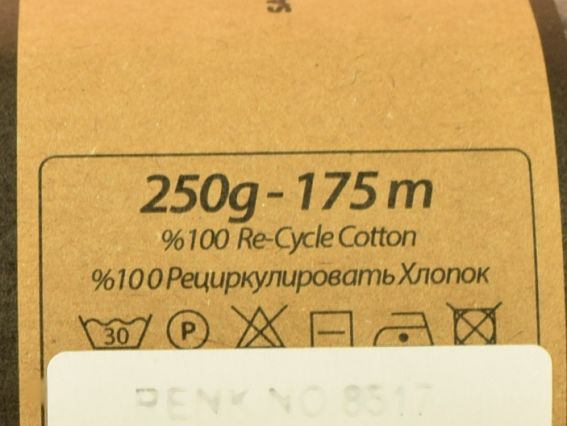 250g - 175 m
%100 Re-Cycle Cotton
%100 Рециркулировать Хлопок
30 P
RENK NO 8517